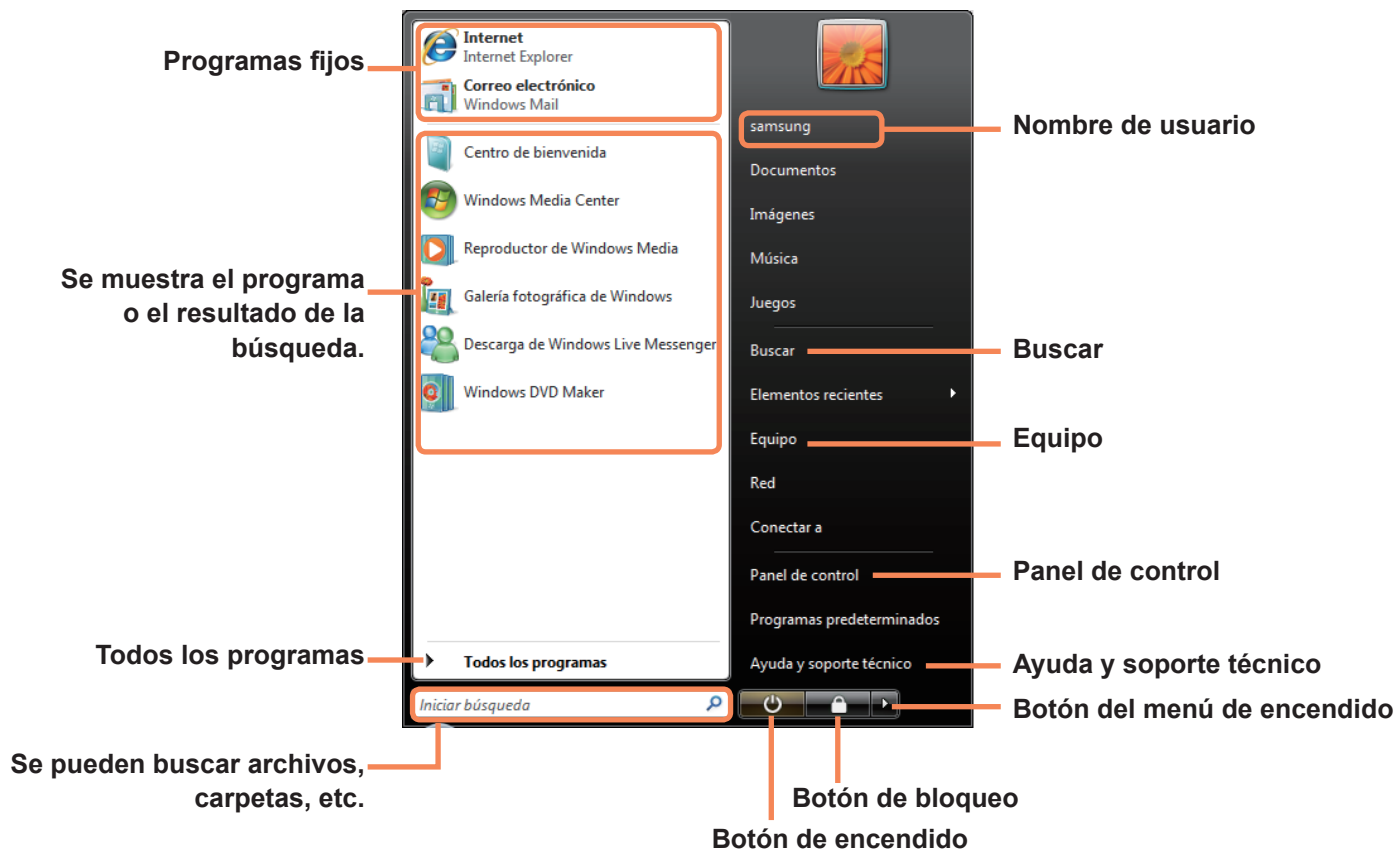 Programas fijos
Se muestra el programa
o el resultado de la
búsqueda.
Todos los programas
Se pueden buscar archivos,
carpetas, etc.
Internet
Internet Explorer
Correo electrónico
Windows Mail
Centro de bienvenida
Windows Media Center
Reproductor de Windows Media
Galería fotográfica de Windows
Descarga de Windows Live Messenger
Windows DVD Maker
Todos los programas
Iniciar búsqueda
samsung
Documentos
Imágenes
Música
Juegos
Buscar
Elementos recientes
Equipo
Red
Conectar a
Panel de control
Programas predeterminados
Ayuda y soporte técnico
Nombre de usuario
Buscar
Equipo
Panel de control
Ayuda y soporte técnico
Botón del menú de encendido
Botón de bloqueo
Botón de encendido